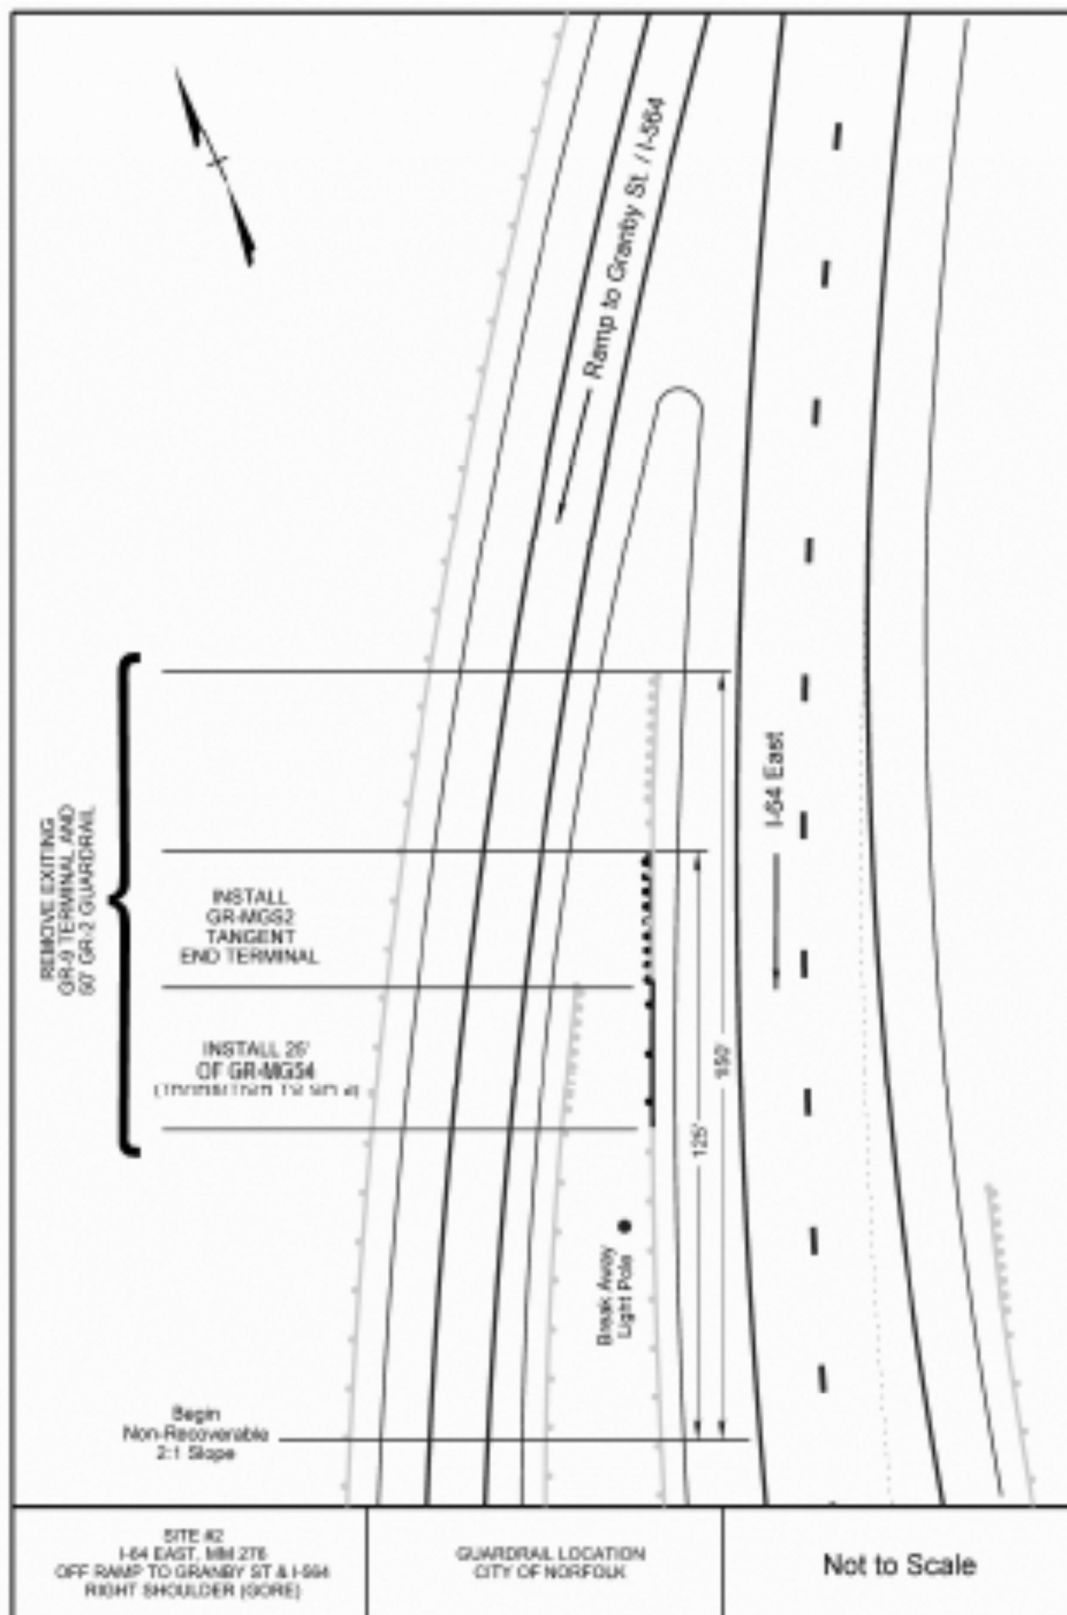 Ramp to Granby St. / I-564
REMOVE EXITING
GR-9 TERMINAL AND
GR-2 GUARDRAIL
INSTALL
GR-MGS2
TANGENT
END TERMINAL
I-64 East
INSTALL 25'
OF GR-MGS4
125'
Break Away
Light Pole
Begin
Non-Recoverable
2:1 Slope
SITE #2
I-64 EAST, MM 276
OFF RAMP TO GRANBY ST & I-564
RIGHT SHOULDER (GORE)
GUARDRAIL LOCATION
CITY OF NORFOLK
Not to Scale